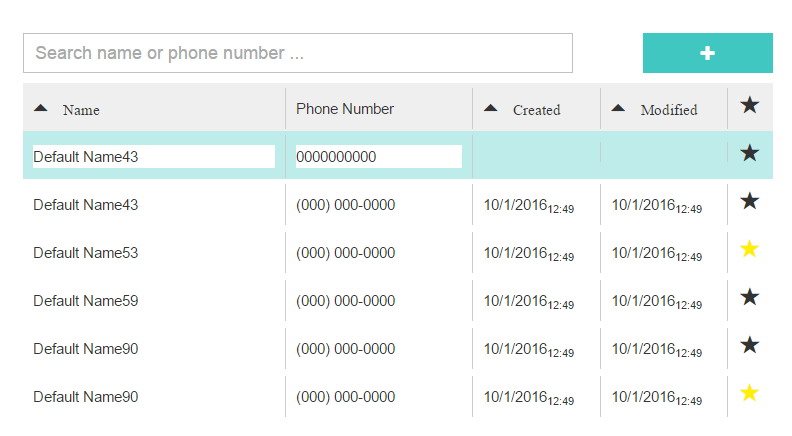 Search name or phone number ...
Name Phone Number Created Modified
Default Name43 0000000000
Default Name43 (000) 000-0000 10/1/2016 12:49 10/1/2016 12:49
Default Name53 (000) 000-0000 10/1/2016 12:49 10/1/2016 12:49
Default Name59 (000) 000-0000 10/1/2016 12:49 10/1/2016 12:49
Default Name90 (000) 000-0000 10/1/2016 12:49 10/1/2016 12:49
Default Name90 (000) 000-0000 10/1/2016 12:49 10/1/2016 12:49